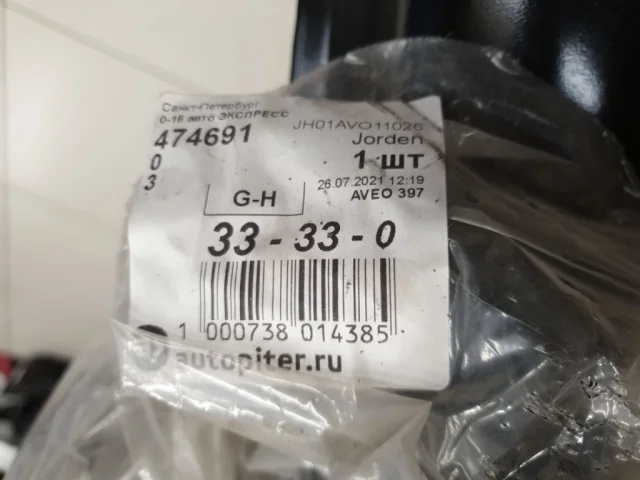 Санкт-Петербург
0-16 авто ЭКСПРЕСС
JH01AVO11026
474691
Jorden
0
1 шт
3
26.07.2021 12:19
G-H
AVEO 397
33 - 33 - 0
1 000738 014385
autopiter.ru